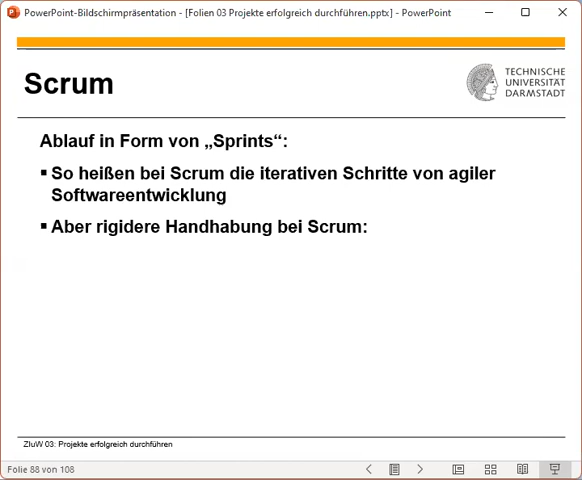 PowerPoint-Bildschirmpräsentation - [Folien 03 Projekte erfolgreich durchführen.pptx] - PowerPoint
Scrum
TECHNISCHE
UNIVERSITÄT
DARMSTADT
Ablauf in Form von „Sprints“:
▪ So heißen bei Scrum die iterativen Schritte von agiler
Softwareentwicklung
▪ Aber rigidere Handhabung bei Scrum:
ZIuW 03: Projekte erfolgreich durchführen
Folie 88 von 108